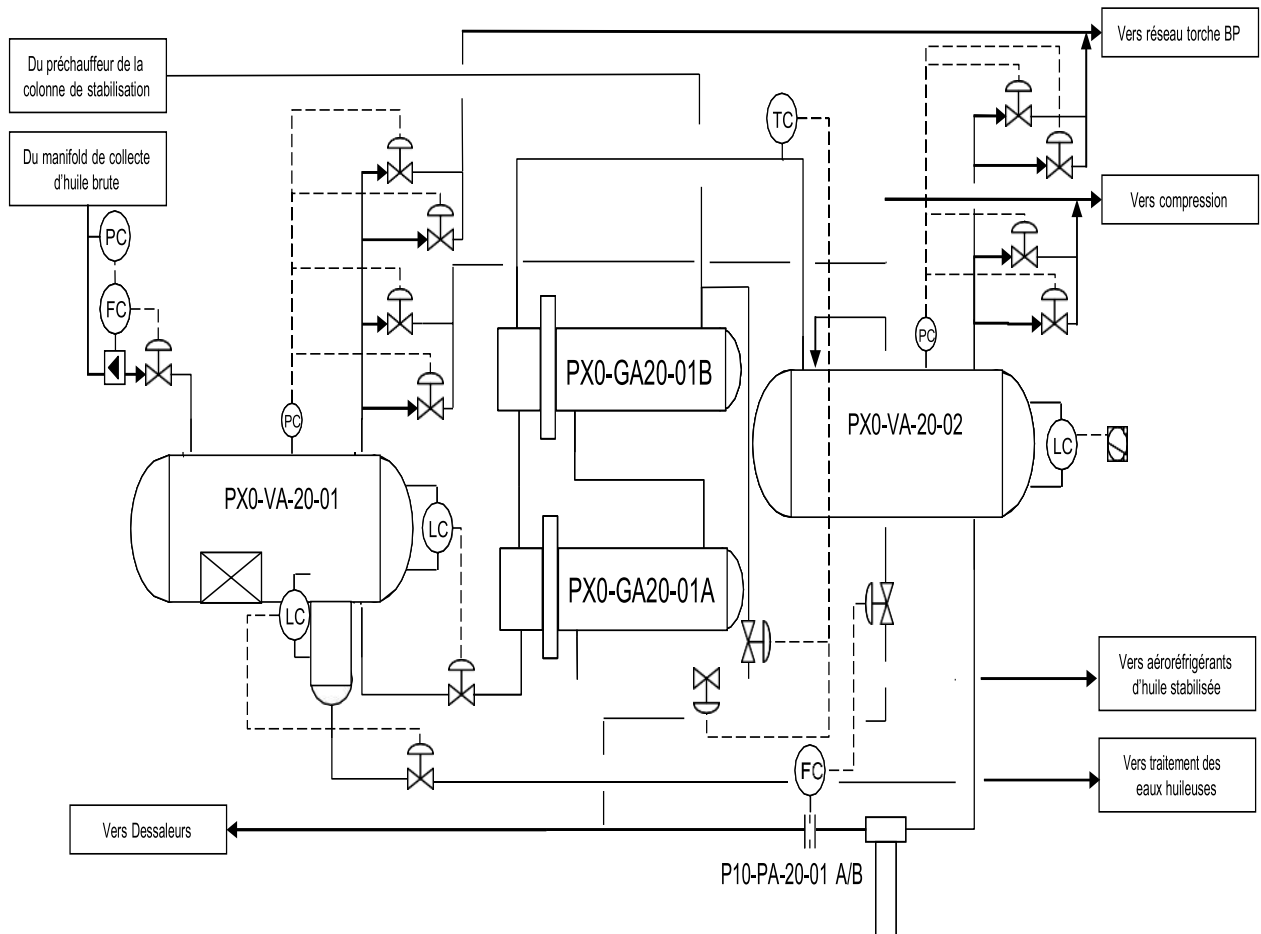 Vers réseau torche BP
Du préchauffeur de la
colonne de stabilisation
TC
Du manifold de collecte
d'huile brute
Vers compression
PC
FC
PC
PX0-GA20-01B
PC
PX0-VA-20-02
LC
PX0-VA-20-01
LC
PX0-GA20-01A
LC
Vers aéroréfrigérants
d'huile stabilisée
FC
Vers traitement des
eaux huileuses
Vers Dessaleurs
P10-PA-20-01 A/B